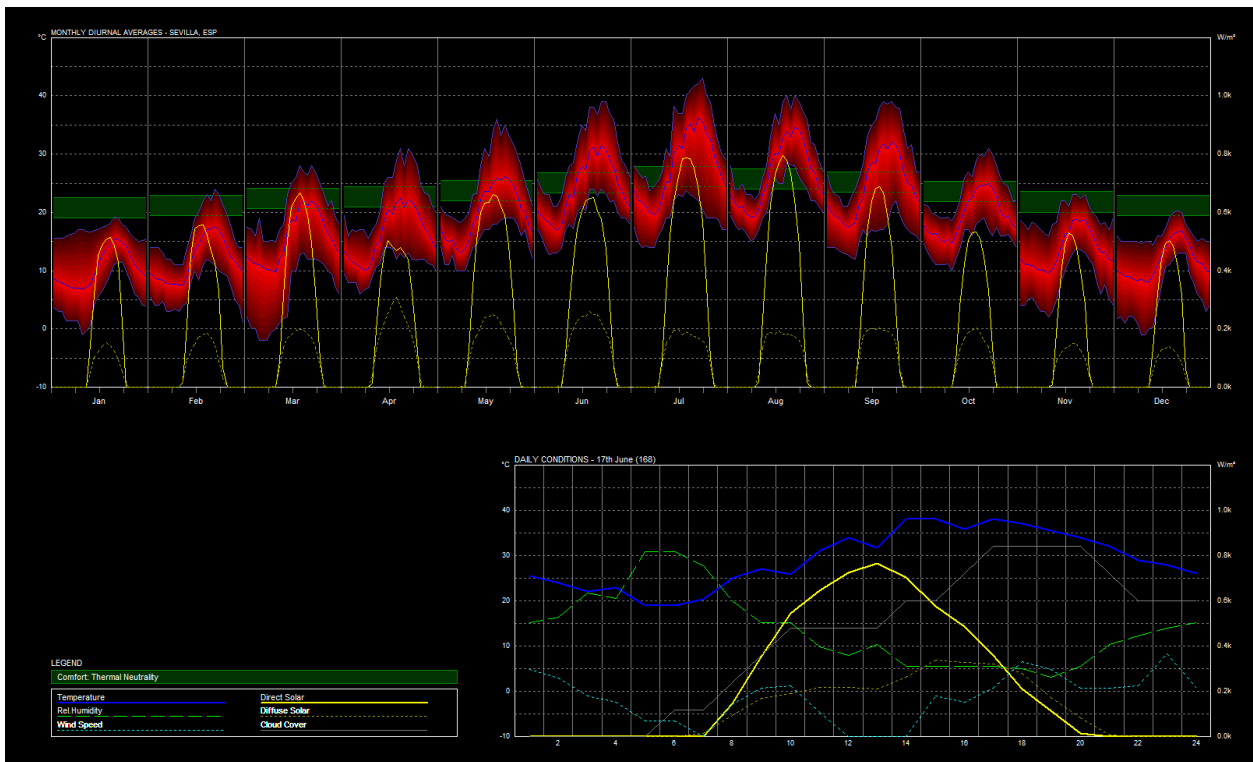 MONTHLY DIURNAL AVERAGES - SEVILLA, ESP
°C
W/m²
40
30
20
10
0
-10
1.0k
0.8k
0.6k
0.4k
0.2k
0.0k
Jan Feb Mar Apr May Jun Jul Aug Sep Oct Nov Dec
DAILY CONDITIONS - 17th June (168)
°C
W/m²
40
30
20
10
0
-10
1.0k
0.8k
0.6k
0.4k
0.2k
0.0k
2 4 6 8 10 12 14 16 18 20 22 24
LEGEND
Comfort: Thermal Neutrality
Temperature
Rel.Humidity
Wind Speed
Direct Solar
Diffuse Solar
Cloud Cover